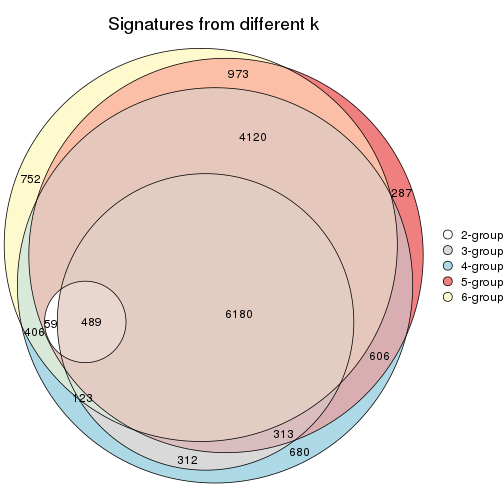 Signatures from different k
973
4120
752
287
2-group
3-group
4-group
5-group
6-group
6180
489
59
406
606
123
313
680
312